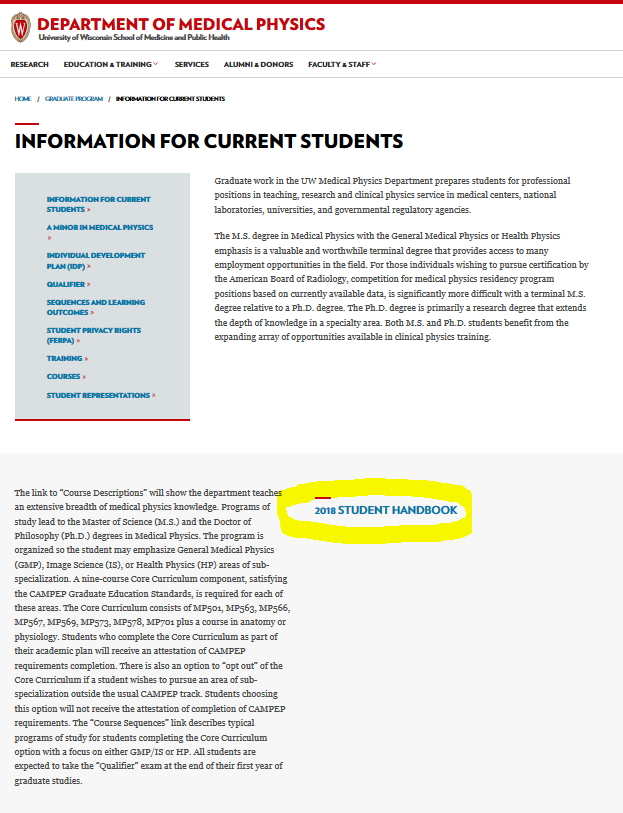 DEPARTMENT OF MEDICAL PHYSICS
University of Wisconsin School of Medicine and Public Health
RESEARCH EDUCATION & TRAINING SERVICES ALUMNI & DONORS FACULTY & STAFF
HOME / GRADUATE PROGRAM / INFORMATION FOR CURRENT STUDENTS
INFORMATION FOR CURRENT STUDENTS
INFORMATION FOR CURRENT
STUDENTS »
A MINOR IN MEDICAL PHYSICS
»
INDIVIDUAL DEVELOPMENT
PLAN (IDP) »
QUALIFIER »
SEQUENCES AND LEARNING
OUTCOMES »
STUDENT PRIVACY RIGHTS
(FERPA) »
TRAINING »
COURSES »
STUDENT REPRESENTATIONS »
Graduate work in the UW Medical Physics Department prepares students for professional
positions in teaching, research and clinical physics service in medical centers, national
laboratories, universities, and governmental regulatory agencies.
The M.S. degree in Medical Physics with the General Medical Physics or Health Physics
emphasis is a valuable and worthwhile terminal degree that provides access to many
employment opportunities in the field. For those individuals wishing to pursue certification by
the American Board of Radiology, competition for medical physics residency program
positions based on currently available data, is significantly more difficult with a terminal M.S.
degree relative to a Ph.D. degree. The Ph.D. degree is primarily a research degree that extends
the depth of knowledge in a specialty area. Both M.S. and Ph.D. students benefit from the
expanding array of opportunities available in clinical physics training.
The link to “Course Descriptions” will show the department teaches
an extensive breadth of medical physics knowledge. Programs of
study lead to the Master of Science (M.S.) and the Doctor of
Philosophy (Ph.D.) degrees in Medical Physics. The program is
organized so the student may emphasize General Medical Physics
(GMP), Image Science (IS), or Health Physics (HP) areas of sub-
specialization. A nine-course Core Curriculum component, satisfying
the CAMPEP Graduate Education Standards, is required for each of
these areas. The Core Curriculum consists of MP501, MP563, MP566,
MP567, MP569, MP573, MP578, MP701 plus a course in anatomy or
physiology. Students who complete the Core Curriculum as part of
their academic plan will receive an attestation of CAMPEP
requirements completion. There is also an option to “opt out” of the
Core Curriculum if a student wishes to pursue an area of sub-
specialization outside the usual CAMPEP track. Students choosing
this option will not receive the attestation of completion of CAMPEP
requirements. The “Course Sequences” link describes typical
programs of study for students completing the Core Curriculum
option with a focus on either GMP/IS or HP. All students are
expected to take the “Qualifier” exam at the end of their first year of
graduate studies.
2018 STUDENT HANDBOOK